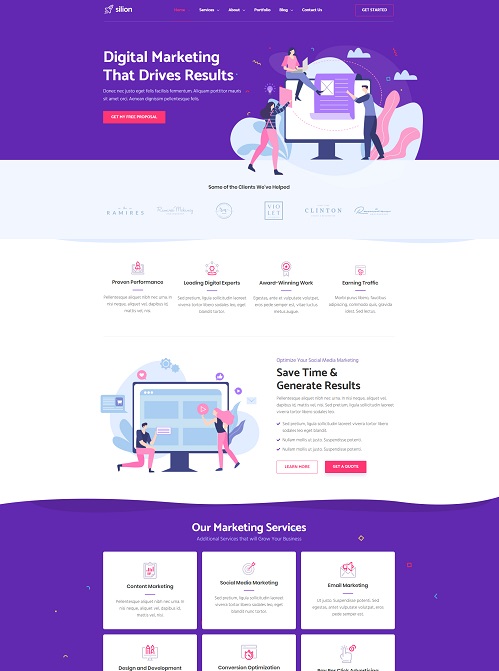 silion
Home Services About Portfolio Blog Contact Us
GET STARTED
Digital Marketing
That Drives Results
Donec nec justo eget felis facilisis fermentum. Aliquam porttitor mauris
sit amet orci. Aenean dignissim pellentesque felis.
GET MY FREE PROPOSAL
Some of the Clients We've Helped
RAMIRES
VIO
LET
CLINTON
Proven Performance
Pellentesque aliquet nibh nec urna. In
nisi neque, aliquet vel, dapibus id,
mattis vel, nisi.
Leading Digital Experts
Sed pretium, ligula sollicitudin laoreet
viverra tortor libero sodales leo, eget
blandit tortor.
Award-Winning Work
Egestas, ante et vulputate volutpat,
eros pede semper est, vitae luctus
metus augue.
Earning Traffic
Morbi purus libero, faucibus
adipiscing, commodo quis, gravida
id, est. Sed lectus.
Optimize Your Social Media Marketing
Save Time &
Generate Results
Pellentesque aliquet nibh nec urna. In nisi neque, aliquet vel,
dapibus id, mattis vel, nisi. Sed pretium, ligula sollicitudin laoreet
viverra tortor libero sodales leo.
Sed pretium, ligula sollicitudin laoreet viverra tortor libero
sodales leo, eget blandit.
Nullam mollis ut justo. Suspendisse potenti.
Nullam mollis ut justo. Suspendisse potenti.
LEARN MORE
GET A QUOTE
Our Marketing Services
Additional Services that will Grow Your Business
Content Marketing
Pellentesque aliquet nibh nec urna. In
nisi neque, aliquet vel, dapibus id,
mattis vel, nisi.
Social Media Marketing
Sed pretium, ligula sollicitudin laoreet
viverra tortor libero sodales leo, eget
blandit nunc tortor.
Email Marketing
Ut justo. Suspendisse potenti. Sed
egestas, ante et vulputate volutpat, eros
pede semper est.
Design and Development
Conversion Optimization
Pay Per Click Advertising